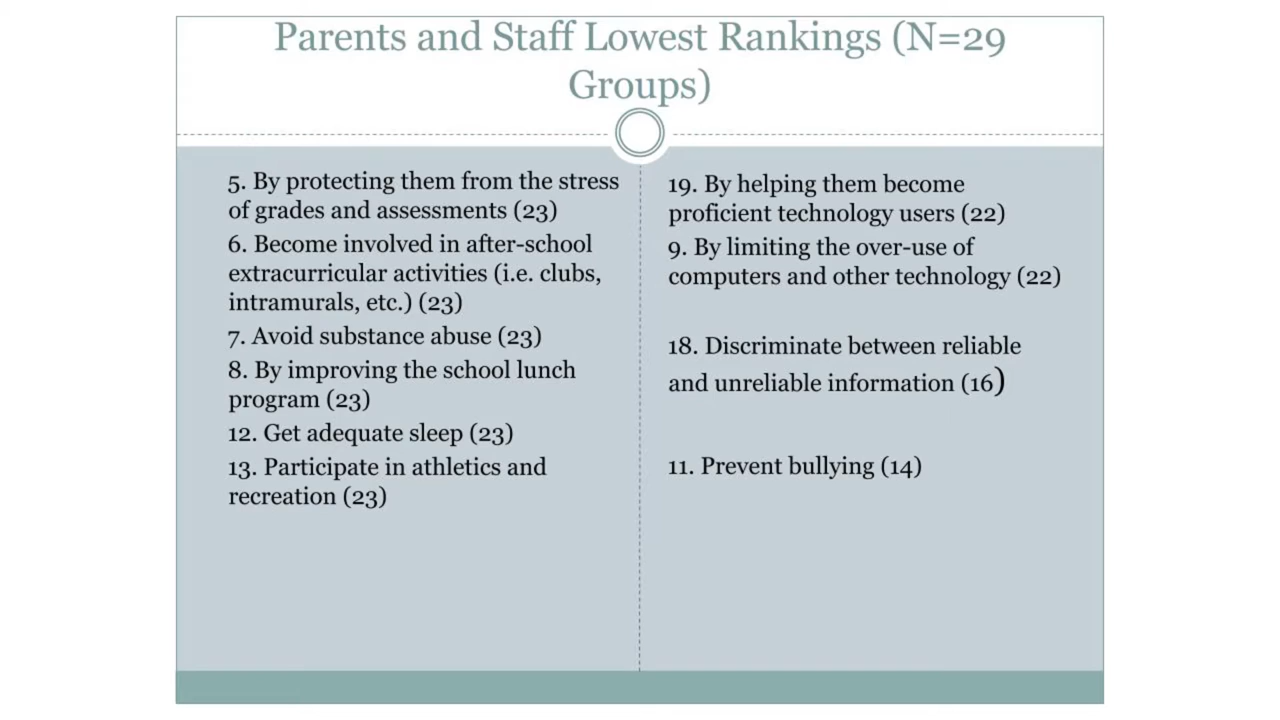 Parents and Staff Lowest Rankings (N=29
Groups)
5. By protecting them from the stress
of grades and assessments (23)
6. Become involved in after-school
extracurricular activities (i.e. clubs,
intramurals, etc.) (23)
7. Avoid substance abuse (23)
8. By improving the school lunch
program (23)
12. Get adequate sleep (23)
13. Participate in athletics and
recreation (23)
19. By helping them become
proficient technology users (22)
9. By limiting the over-use of
computers and other technology (22)
18. Discriminate between reliable
and unreliable information (16)
11. Prevent bullying (14)